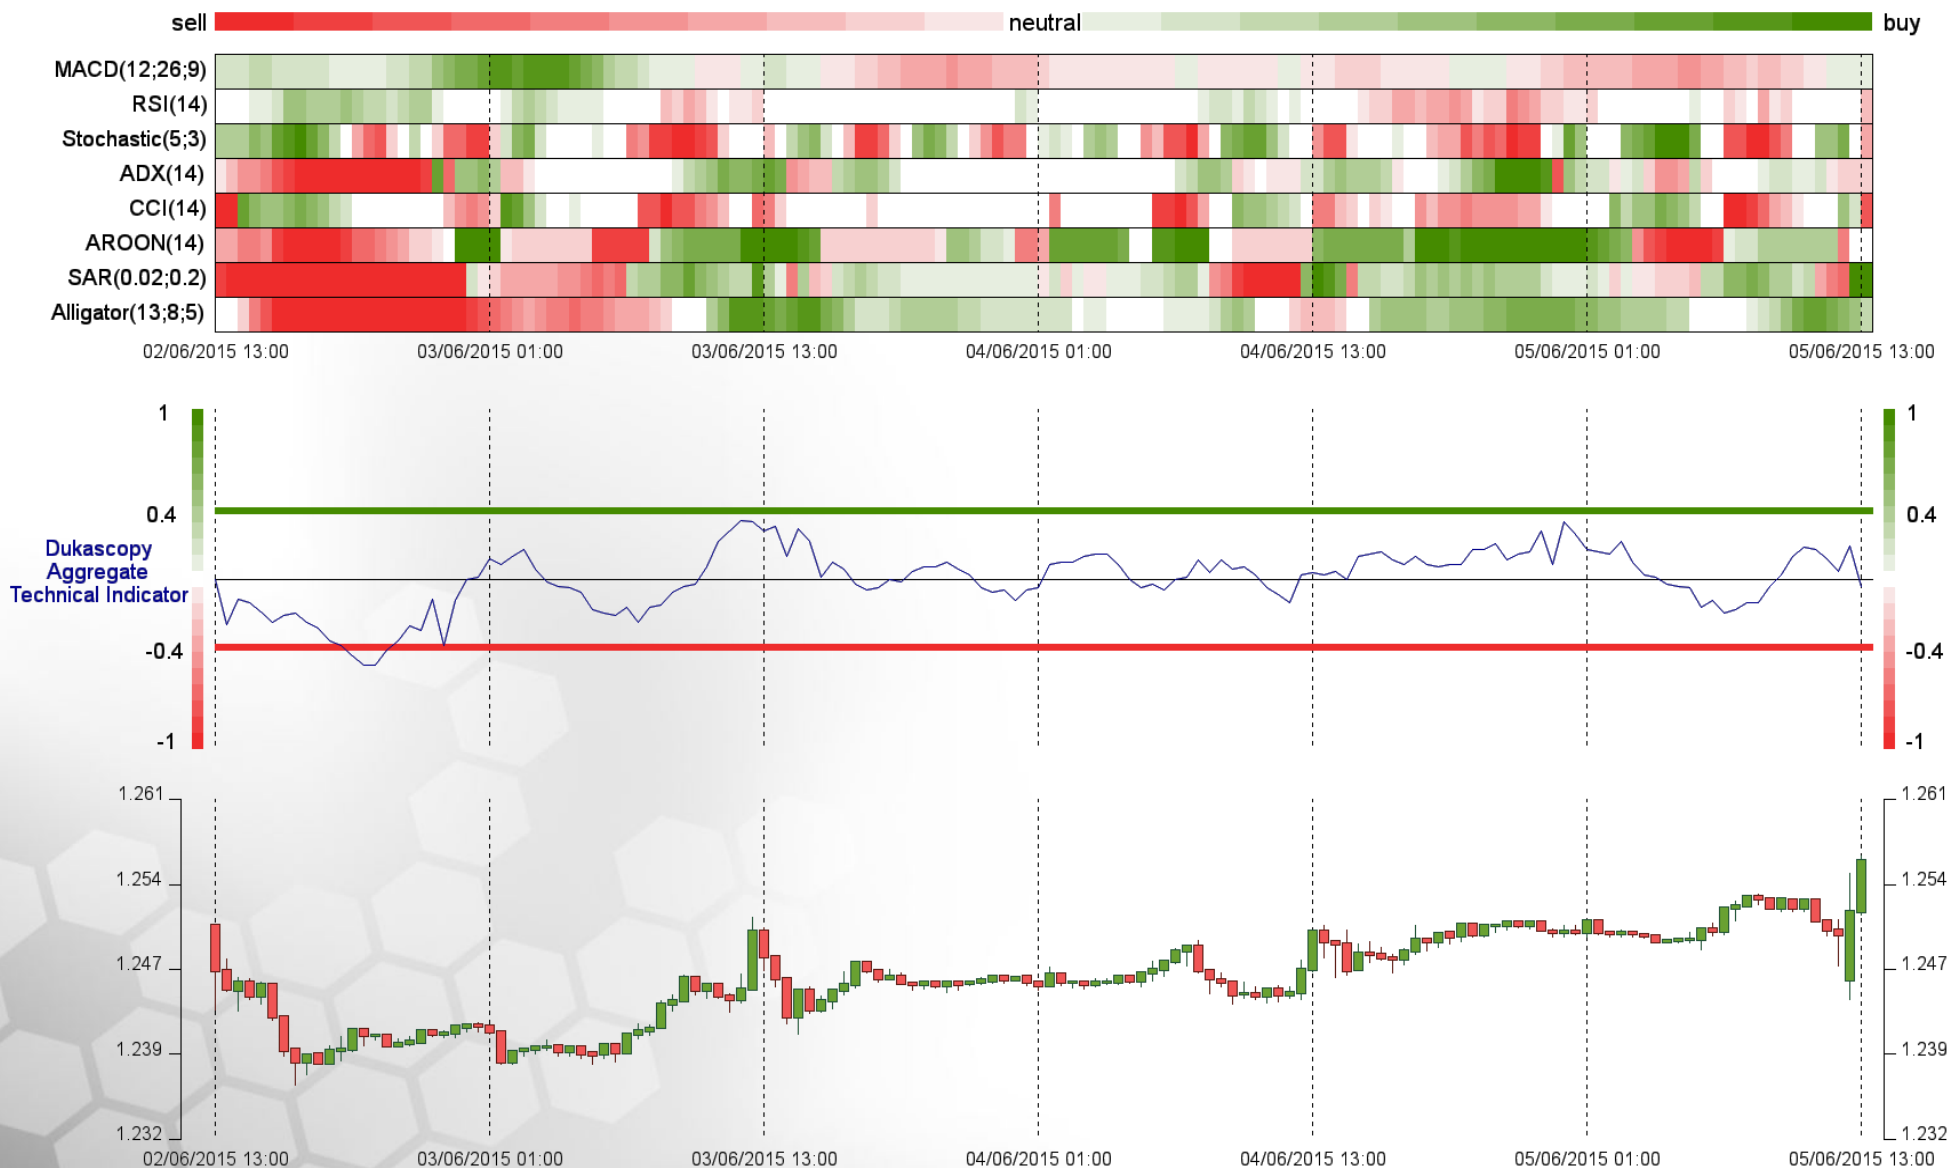 sell neutral buy
MACD(12;26;9)
RSI(14)
Stochastic(5;3)
ADX(14)
CCI(14)
AROON(14)
SAR(0.02;0.2)
Alligator(13;8;5)
02/06/2015 13:00 03/06/2015 01:00 03/06/2015 13:00 04/06/2015 01:00 04/06/2015 13:00 05/06/2015 01:00 05/06/2015 13:00
1 1
0.4 0.4
Dukascopy
Aggregate
Technical Indicator
-0.4 -0.4
-1 -1
1.261 1.261
1.254 1.254
1.247 1.247
1.239 1.239
1.232 1.232
02/06/2015 13:00 03/06/2015 01:00 03/06/2015 13:00 04/06/2015 01:00 04/06/2015 13:00 05/06/2015 01:00 05/06/2015 13:00